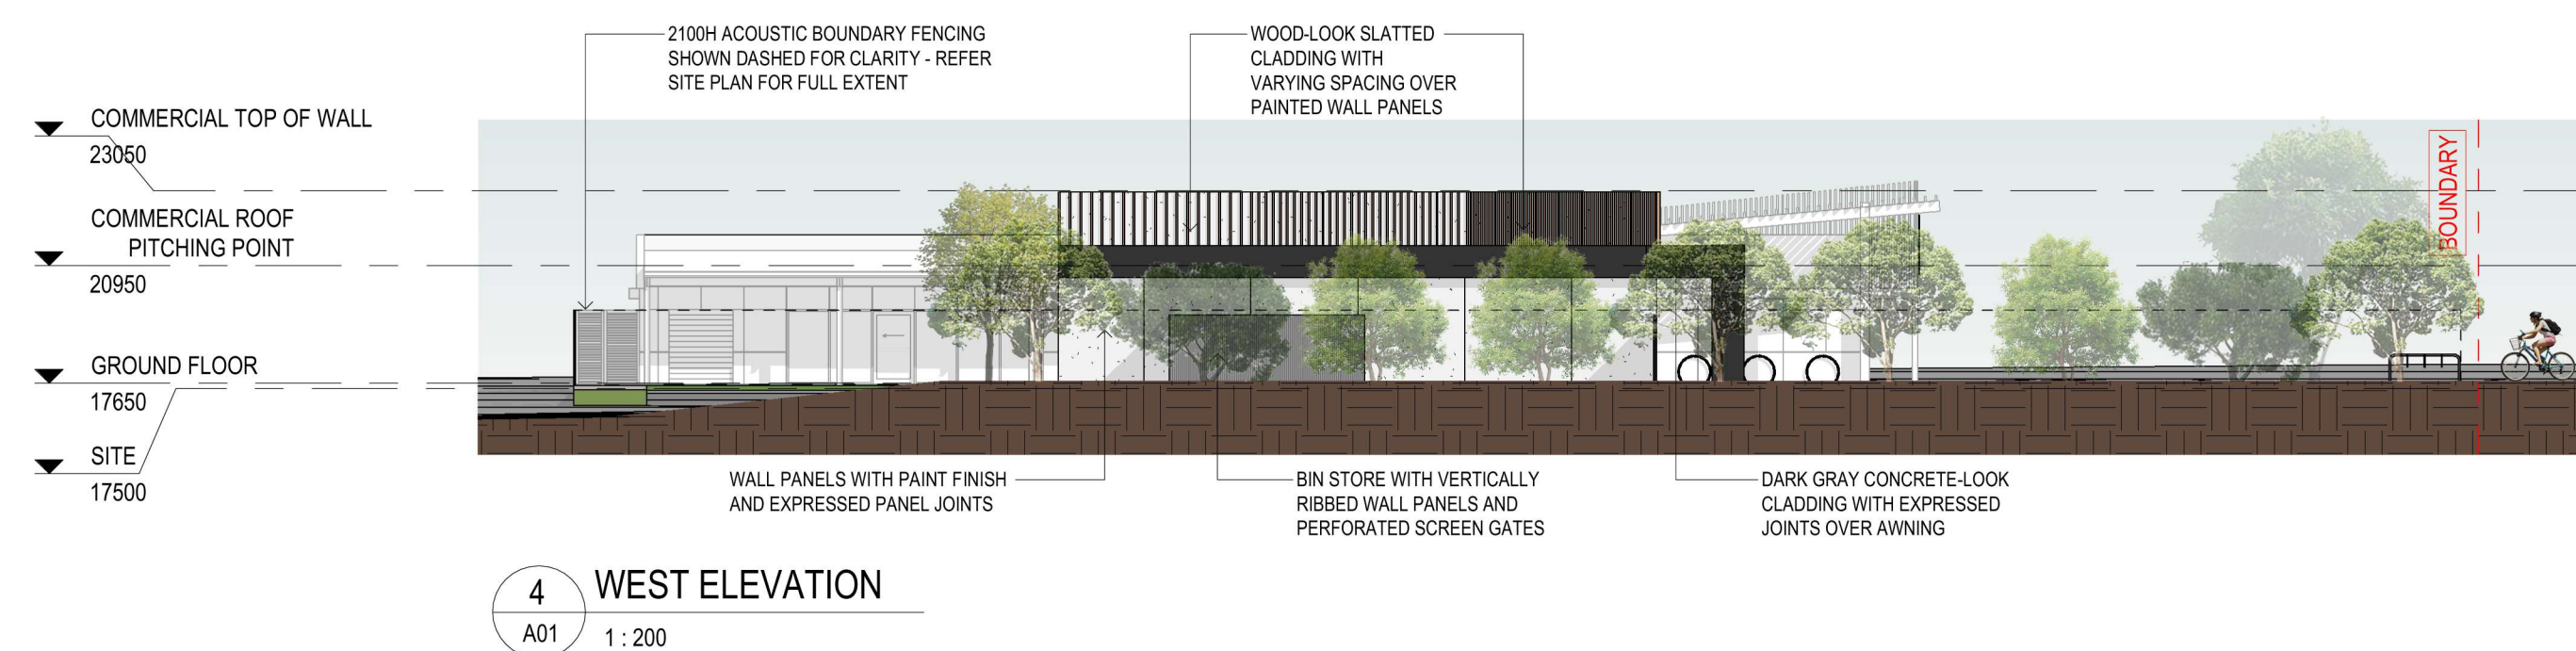 2100H ACOUSTIC BOUNDARY FENCING
SHOWN DASHED FOR CLARITY - REFER
SITE PLAN FOR FULL EXTENT
WOOD-LOOK SLATTED
CLADDING WITH
VARYING SPACING OVER
PAINTED WALL PANELS
COMMERCIAL TOP OF WALL
23050
COMMERCIAL ROOF
PITCHING POINT
20950
GROUND FLOOR
17650
SITE
17500
BOUNDARY
WALL PANELS WITH PAINT FINISH
AND EXPRESSED PANEL JOINTS
BIN STORE WITH VERTICALLY
RIBBED WALL PANELS AND
PERFORATED SCREEN GATES
DARK GRAY CONCRETE-LOOK
CLADDING WITH EXPRESSED
JOINTS OVER AWNING
4
A01
WEST ELEVATION
1 : 200